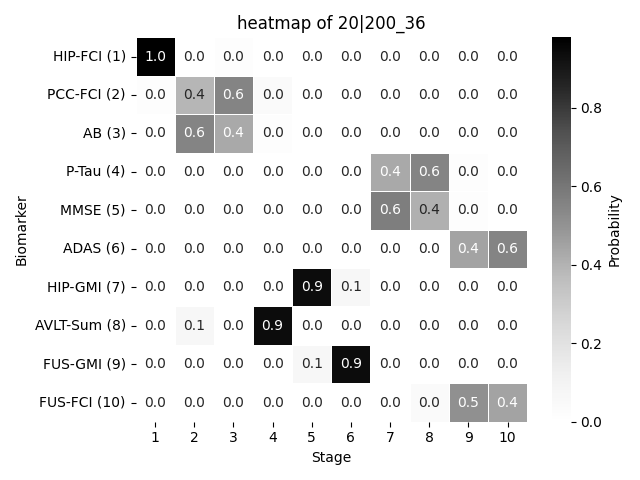 heatmap of 20|200_36
HIP-FCI (1) 1.0 0.0 0.0 0.0 0.0 0.0 0.0 0.0 0.0 0.0
PCC-FCI (2) 0.0 0.4 0.6 0.0 0.0 0.0 0.0 0.0 0.0 0.0
AB (3) 0.0 0.6 0.4 0.0 0.0 0.0 0.0 0.0 0.0 0.0
P-Tau (4) 0.0 0.0 0.0 0.0 0.0 0.0 0.4 0.6 0.0 0.0
MMSE (5) 0.0 0.0 0.0 0.0 0.0 0.0 0.6 0.4 0.0 0.0
ADAS (6) 0.0 0.0 0.0 0.0 0.0 0.0 0.0 0.0 0.4 0.6
HIP-GMI (7) 0.0 0.0 0.0 0.0 0.9 0.1 0.0 0.0 0.0 0.0
AVLT-Sum (8) 0.0 0.1 0.0 0.9 0.0 0.0 0.0 0.0 0.0 0.0
FUS-GMI (9) 0.0 0.0 0.0 0.0 0.1 0.9 0.0 0.0 0.0 0.0
FUS-FCI (10) 0.0 0.0 0.0 0.0 0.0 0.0 0.0 0.0 0.5 0.4
1 2 3 4 5 6 7 8 9 10
Stage
Biomarker
0.8
0.6
0.4
0.2
0.0
Probability